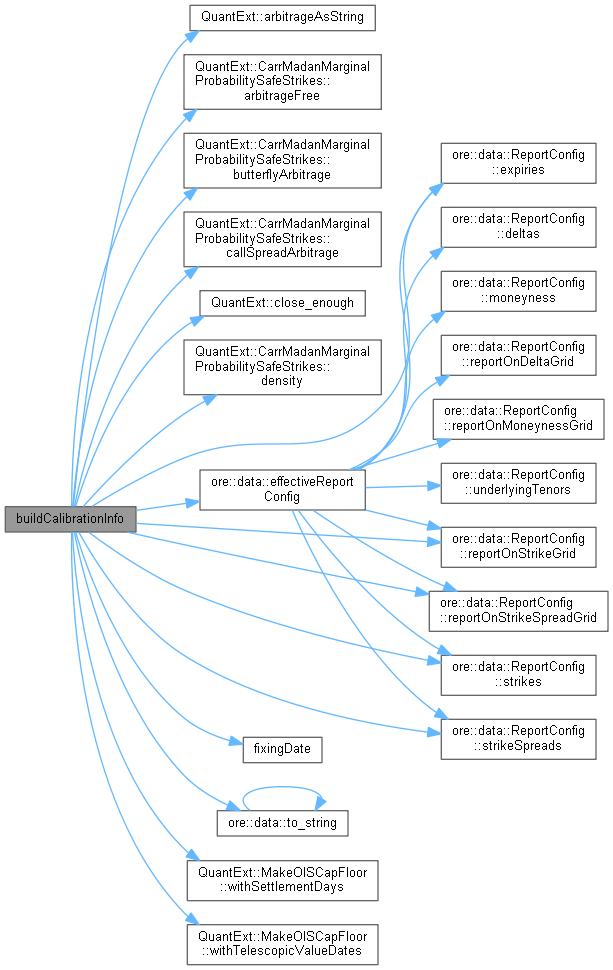 QuantExt::arbitrageAsString
QuantExt::CarrMadanMarginal
ProbabilitySafeStrikes::
arbitrageFree
QuantExt::CarrMadanMarginal
ProbabilitySafeStrikes::
butterflyArbitrage
QuantExt::CarrMadanMarginal
ProbabilitySafeStrikes::
callSpreadArbitrage
QuantExt::close_enough
QuantExt::CarrMadanMarginal
ProbabilitySafeStrikes::
density
ore::data::effectiveReport
Config
buildCalibrationInfo
fixingDate
ore::data::to_string
QuantExt::MakeOISCapFloor
::withSettlementDays
QuantExt::MakeOISCapFloor
::withTelescopicValueDates
ore::data::ReportConfig
::expiries
ore::data::ReportConfig
::deltas
ore::data::ReportConfig
::moneyness
ore::data::ReportConfig
::reportOnDeltaGrid
ore::data::ReportConfig
::reportOnMoneynessGrid
ore::data::ReportConfig
::underlyingTenors
ore::data::ReportConfig
::reportOnStrikeGrid
ore::data::ReportConfig
::reportOnStrikeSpreadGrid
ore::data::ReportConfig
::strikes
ore::data::ReportConfig
::strikeSpreads